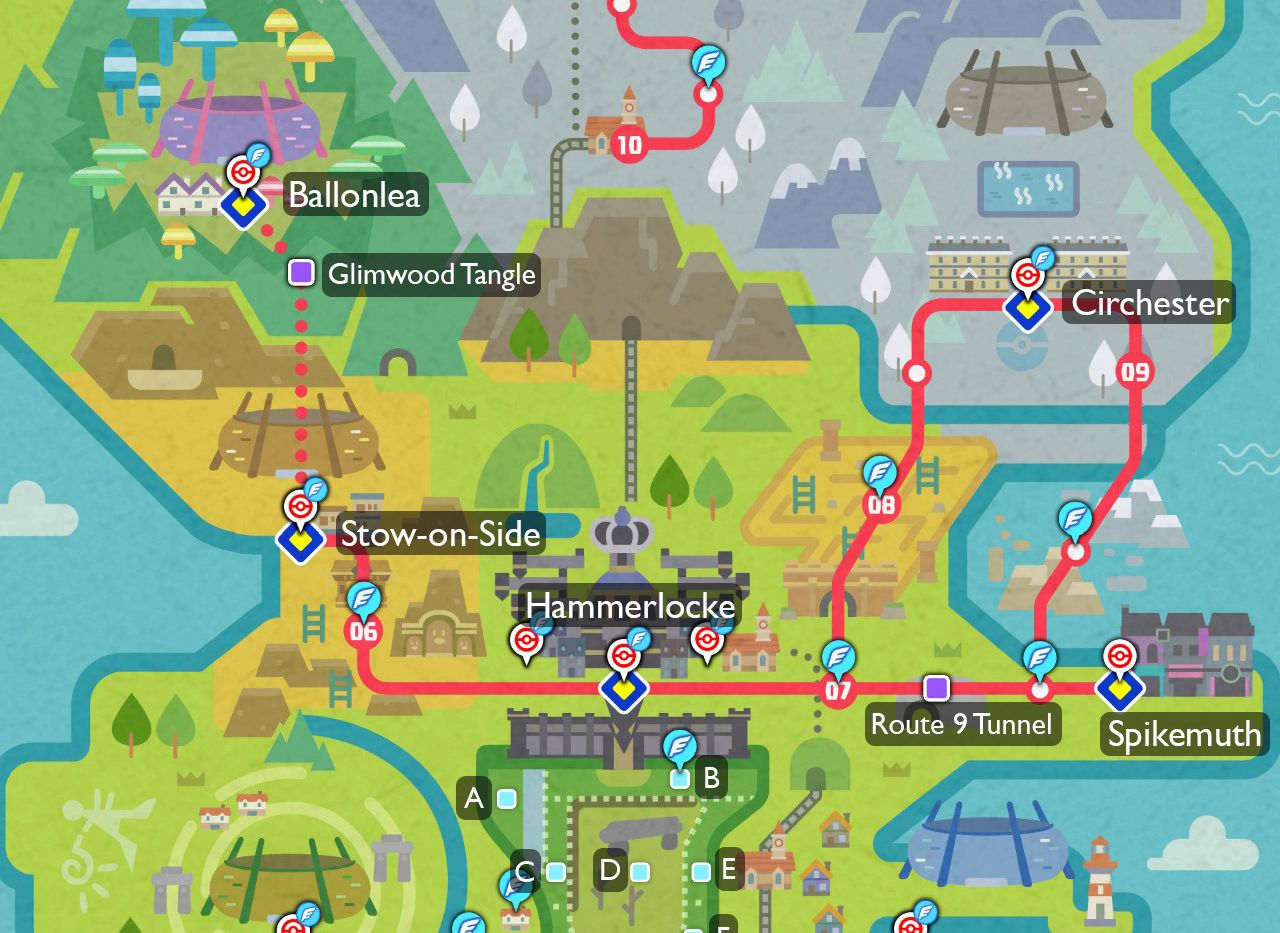 10
Ballonlea
Glimwood Tangle
Circhester
09
08
Stow-on-Side
06
Hammerlocke
07
Route 9 Tunnel
Spikemuth
A
B
C
D
E